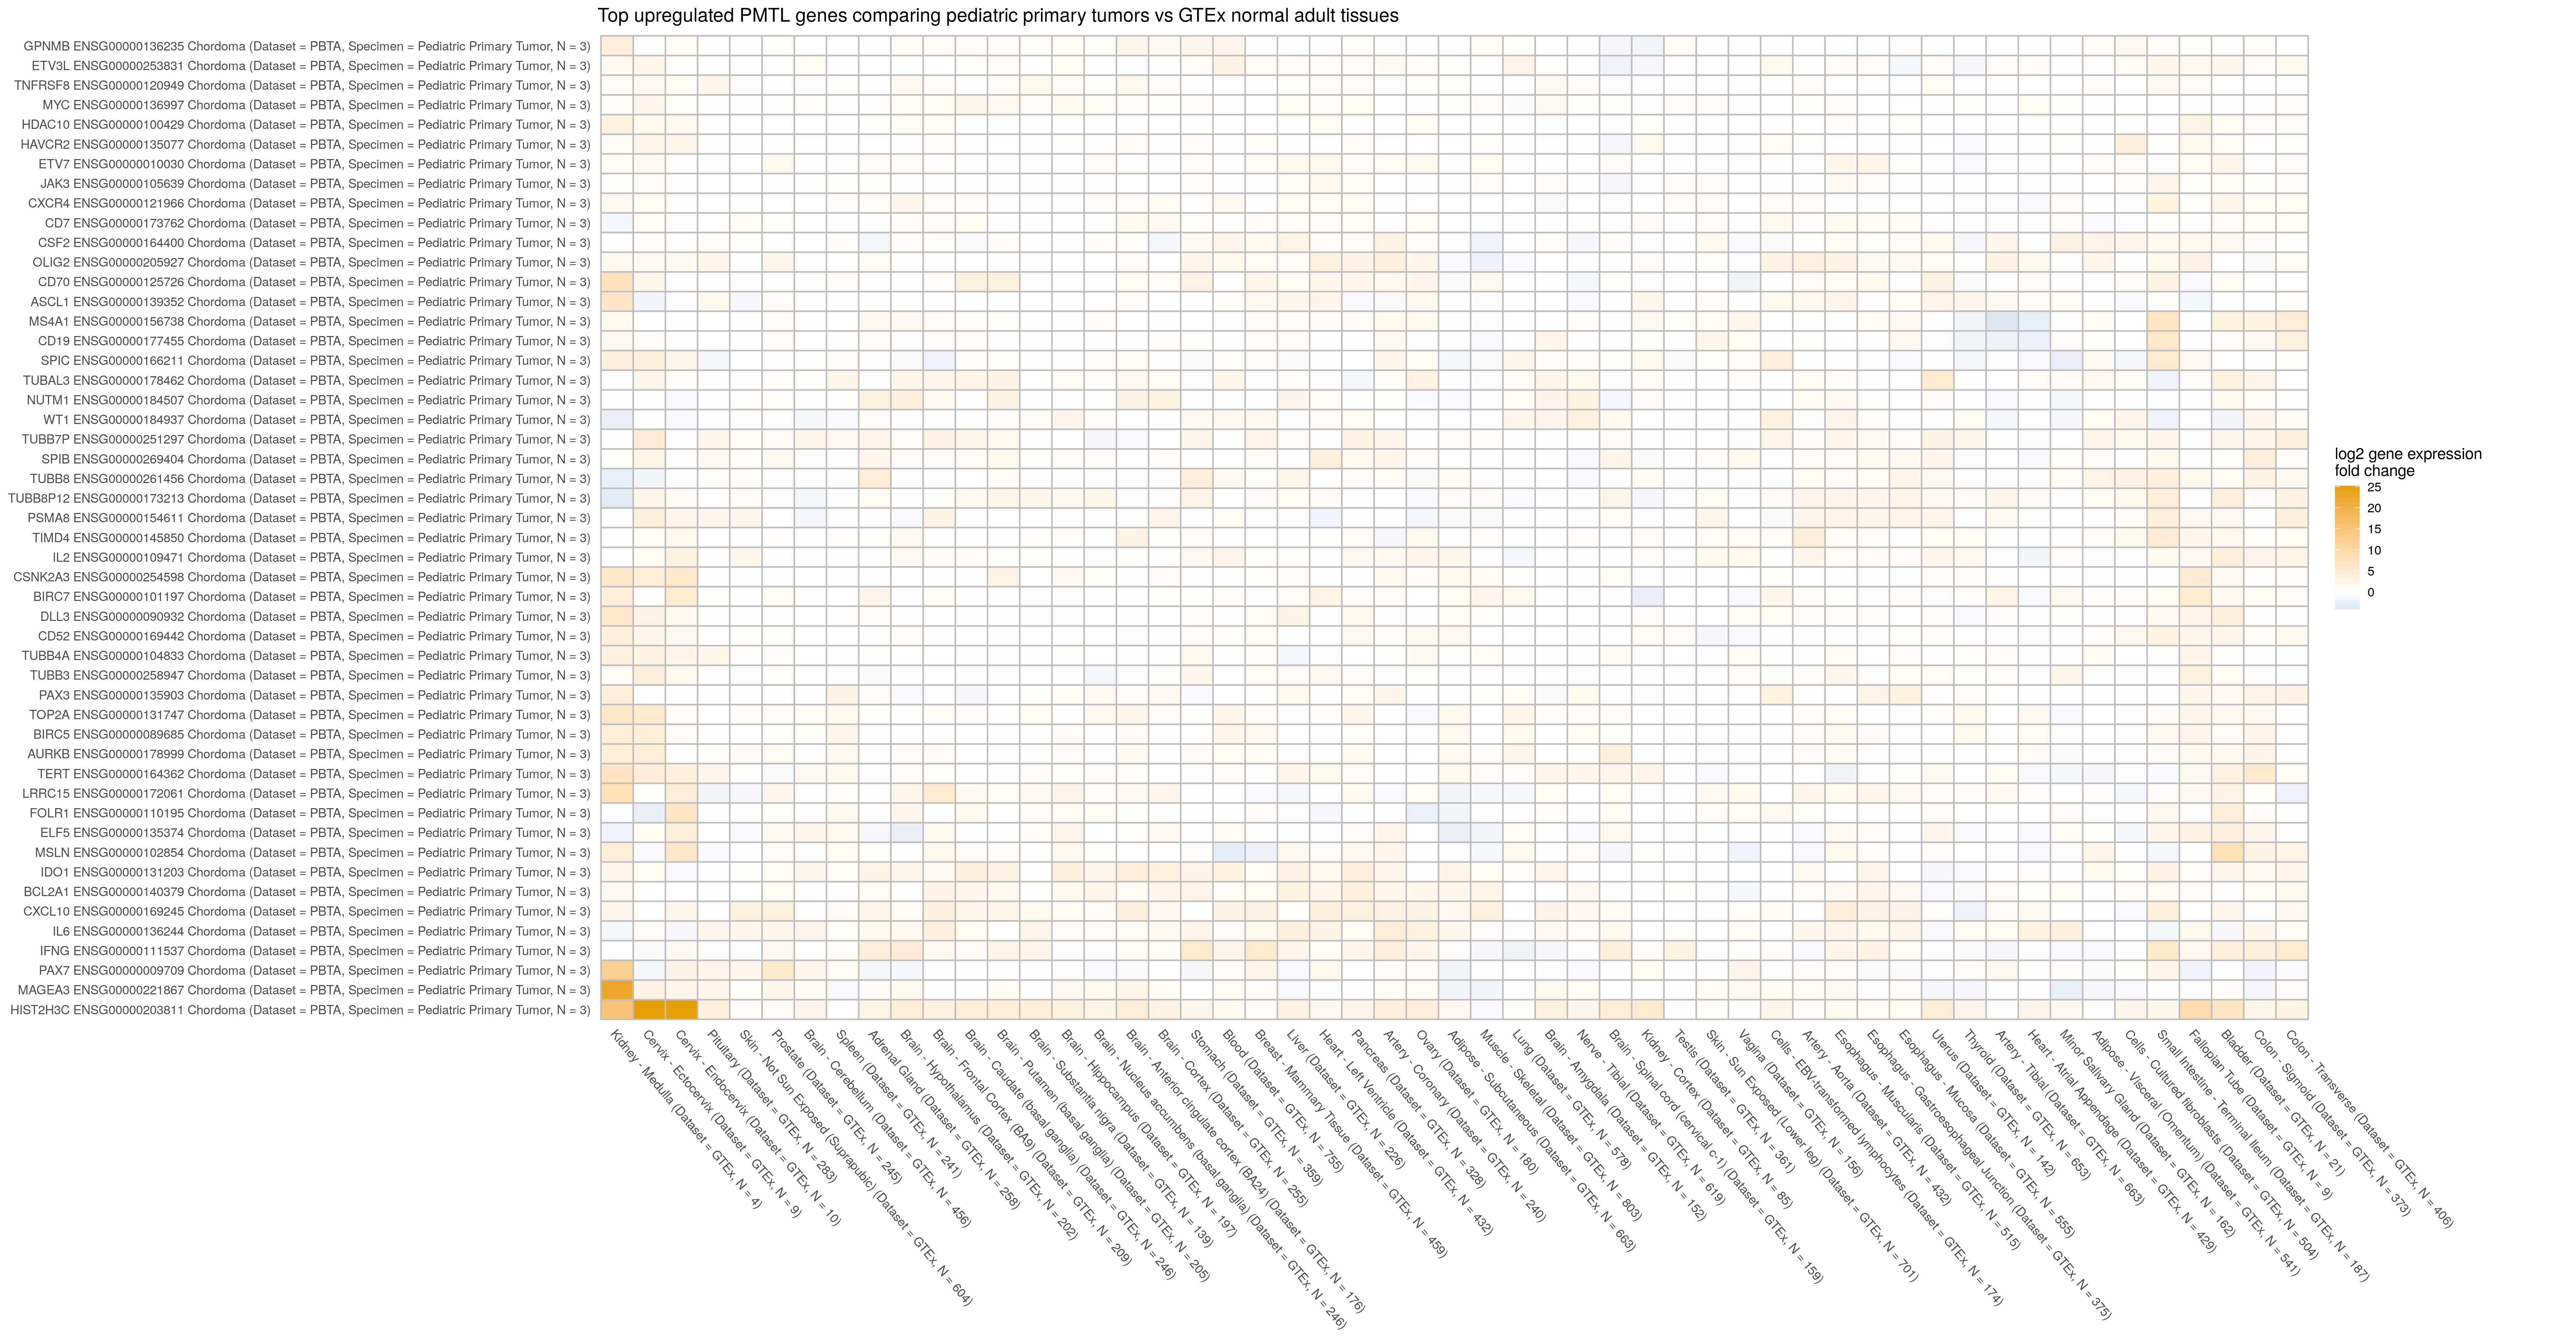 Top upregulated PMTL genes comparing pediatric primary tumors vs GTEx normal adult tissues
GPNMB ENSG00000136235 Chordoma (Dataset = PBTA, Specimen = Pediatric Primary Tumor, N = 3)
ETV3L ENSG00000253831 Chordoma (Dataset = PBTA, Specimen = Pediatric Primary Tumor, N = 3)
TNFRSF8 ENSG00000120949 Chordoma (Dataset = PBTA, Specimen = Pediatric Primary Tumor, N = 3)
MYC ENSG00000136997 Chordoma (Dataset = PBTA, Specimen = Pediatric Primary Tumor, N = 3)
HDAC10 ENSG00000100429 Chordoma (Dataset = PBTA, Specimen = Pediatric Primary Tumor, N = 3)
HAVCR2 ENSG00000135077 Chordoma (Dataset = PBTA, Specimen = Pediatric Primary Tumor, N = 3)
ETV7 ENSG00000010030 Chordoma (Dataset = PBTA, Specimen = Pediatric Primary Tumor, N = 3)
JAK3 ENSG00000105639 Chordoma (Dataset = PBTA, Specimen = Pediatric Primary Tumor, N = 3)
CXCR4 ENSG00000121966 Chordoma (Dataset = PBTA, Specimen = Pediatric Primary Tumor, N = 3)
CD7 ENSG00000173762 Chordoma (Dataset = PBTA, Specimen = Pediatric Primary Tumor, N = 3)
CSF2 ENSG00000164400 Chordoma (Dataset = PBTA, Specimen = Pediatric Primary Tumor, N = 3)
OLIG2 ENSG00000205927 Chordoma (Dataset = PBTA, Specimen = Pediatric Primary Tumor, N = 3)
CD70 ENSG00000125726 Chordoma (Dataset = PBTA, Specimen = Pediatric Primary Tumor, N = 3)
ASCL1 ENSG00000139352 Chordoma (Dataset = PBTA, Specimen = Pediatric Primary Tumor, N = 3)
MS4A1 ENSG00000156738 Chordoma (Dataset = PBTA, Specimen = Pediatric Primary Tumor, N = 3)
CD19 ENSG00000177455 Chordoma (Dataset = PBTA, Specimen = Pediatric Primary Tumor, N = 3)
SPIC ENSG00000166211 Chordoma (Dataset = PBTA, Specimen = Pediatric Primary Tumor, N = 3)
TUBAL3 ENSG00000178462 Chordoma (Dataset = PBTA, Specimen = Pediatric Primary Tumor, N = 3)
NUTM1 ENSG00000184507 Chordoma (Dataset = PBTA, Specimen = Pediatric Primary Tumor, N = 3)
WT1 ENSG00000184937 Chordoma (Dataset = PBTA, Specimen = Pediatric Primary Tumor, N = 3)
TUBB7P ENSG00000251297 Chordoma (Dataset = PBTA, Specimen = Pediatric Primary Tumor, N = 3)
SPIB ENSG00000269404 Chordoma (Dataset = PBTA, Specimen = Pediatric Primary Tumor, N = 3)
TUBB8 ENSG00000261456 Chordoma (Dataset = PBTA, Specimen = Pediatric Primary Tumor, N = 3)
TUBB8P12 ENSG00000173213 Chordoma (Dataset = PBTA, Specimen = Pediatric Primary Tumor, N = 3)
PSMA8 ENSG00000154611 Chordoma (Dataset = PBTA, Specimen = Pediatric Primary Tumor, N = 3)
TIMD4 ENSG00000145850 Chordoma (Dataset = PBTA, Specimen = Pediatric Primary Tumor, N = 3)
IL2 ENSG00000109471 Chordoma (Dataset = PBTA, Specimen = Pediatric Primary Tumor, N = 3)
CSNK2A3 ENSG00000254598 Chordoma (Dataset = PBTA, Specimen = Pediatric Primary Tumor, N = 3)
BIRC7 ENSG00000101197 Chordoma (Dataset = PBTA, Specimen = Pediatric Primary Tumor, N = 3)
DLL3 ENSG00000090932 Chordoma (Dataset = PBTA, Specimen = Pediatric Primary Tumor, N = 3)
CD52 ENSG00000169442 Chordoma (Dataset = PBTA, Specimen = Pediatric Primary Tumor, N = 3)
TUBB4A ENSG00000104833 Chordoma (Dataset = PBTA, Specimen = Pediatric Primary Tumor, N = 3)
TUBB3 ENSG00000258947 Chordoma (Dataset = PBTA, Specimen = Pediatric Primary Tumor, N = 3)
PAX3 ENSG00000135903 Chordoma (Dataset = PBTA, Specimen = Pediatric Primary Tumor, N = 3)
TOP2A ENSG00000131747 Chordoma (Dataset = PBTA, Specimen = Pediatric Primary Tumor, N = 3)
BIRC5 ENSG00000089685 Chordoma (Dataset = PBTA, Specimen = Pediatric Primary Tumor, N = 3)
AURKB ENSG00000178999 Chordoma (Dataset = PBTA, Specimen = Pediatric Primary Tumor, N = 3)
TERT ENSG00000164362 Chordoma (Dataset = PBTA, Specimen = Pediatric Primary Tumor, N = 3)
LRRC15 ENSG00000172061 Chordoma (Dataset = PBTA, Specimen = Pediatric Primary Tumor, N = 3)
FOLR1 ENSG00000110195 Chordoma (Dataset = PBTA, Specimen = Pediatric Primary Tumor, N = 3)
ELF5 ENSG00000135374 Chordoma (Dataset = PBTA, Specimen = Pediatric Primary Tumor, N = 3)
MSLN ENSG00000102854 Chordoma (Dataset = PBTA, Specimen = Pediatric Primary Tumor, N = 3)
IDO1 ENSG00000131203 Chordoma (Dataset = PBTA, Specimen = Pediatric Primary Tumor, N = 3)
BCL2A1 ENSG00000140379 Chordoma (Dataset = PBTA, Specimen = Pediatric Primary Tumor, N = 3)
CXCL10 ENSG00000169245 Chordoma (Dataset = PBTA, Specimen = Pediatric Primary Tumor, N = 3)
IL6 ENSG00000136244 Chordoma (Dataset = PBTA, Specimen = Pediatric Primary Tumor, N = 3)
IFNG ENSG00000111537 Chordoma (Dataset = PBTA, Specimen = Pediatric Primary Tumor, N = 3)
PAX7 ENSG00000009709 Chordoma (Dataset = PBTA, Specimen = Pediatric Primary Tumor, N = 3)
MAGEA3 ENSG00000221867 Chordoma (Dataset = PBTA, Specimen = Pediatric Primary Tumor, N = 3)
HIST2H3C ENSG00000203811 Chordoma (Dataset = PBTA, Specimen = Pediatric Primary Tumor, N = 3)
Kidney - Medulla (Dataset = GTEx, N = 4)
Cervix - Ectocervix (Dataset = GTEx, N = 9)
Cervix - Endocervix (Dataset = GTEx, N = 10)
Pituitary (Dataset = GTEx, N = 283)
Skin - Not Sun Exposed (Suprapubic) (Dataset = GTEx, N = 604)
Prostate (Dataset = GTEx, N = 245)
Brain - Cerebellum (Dataset = GTEx, N = 241)
Spleen (Dataset = GTEx, N = 241)
Adrenal Gland (Dataset = GTEx, N = 258)
Brain - Hypothalamus (Dataset = GTEx, N = 202)
Brain - Frontal Cortex (BA9) (Dataset = GTEx, N = 209)
Brain - Caudate (basal ganglia) (Dataset = GTEx, N = 246)
Brain - Putamen (basal ganglia) (Dataset = GTEx, N = 205)
Brain - Substantia nigra (Dataset = GTEx, N = 139)
Brain - Hippocampus (Dataset = GTEx, N = 197)
Brain - Nucleus accumbens (basal ganglia) (Dataset = GTEx, N = 246)
Brain - Anterior cingulate cortex (BA24) (Dataset = GTEx, N = 176)
Brain - Cortex (Dataset = GTEx, N = 255)
Stomach (Dataset = GTEx, N = 359)
Blood (Dataset = GTEx, N = 755)
Breast - Mammary Tissue (Dataset = GTEx, N = 459)
Liver (Dataset = GTEx, N = 226)
Heart - Left Ventricle (Dataset = GTEx, N = 432)
Pancreas (Dataset = GTEx, N = 328)
Artery - Coronary (Dataset = GTEx, N = 240)
Ovary (Dataset = GTEx, N = 180)
Adipose - Subcutaneous (Dataset = GTEx, N = 663)
Muscle - Skeletal (Dataset = GTEx, N = 803)
Lung (Dataset = GTEx, N = 578)
Brain - Amygdala (Dataset = GTEx, N = 152)
Nerve - Tibial (Dataset = GTEx, N = 619)
Brain - Spinal cord (cervical c-1) (Dataset = GTEx, N = 159)
Kidney - Cortex (Dataset = GTEx, N = 85)
Testis (Dataset = GTEx, N = 361)
Skin - Sun Exposed (Lower leg) (Dataset = GTEx, N = 701)
Vagina (Dataset = GTEx, N = 156)
Cells - EBV-transformed lymphocytes (Dataset = GTEx, N = 174)
Artery - Aorta (Dataset = GTEx, N = 432)
Esophagus - Muscularis (Dataset = GTEx, N = 515)
Esophagus - Gastroesophageal Junction (Dataset = GTEx, N = 375)
Esophagus - Mucosa (Dataset = GTEx, N = 555)
Uterus (Dataset = GTEx, N = 142)
Thyroid (Dataset = GTEx, N = 653)
Artery - Tibial (Dataset = GTEx, N = 663)
Heart - Atrial Appendage (Dataset = GTEx, N = 429)
Minor Salivary Gland (Dataset = GTEx, N = 162)
Adipose - Visceral (Omentum) (Dataset = GTEx, N = 541)
Cells - Cultured fibroblasts (Dataset = GTEx, N = 504)
Small Intestine - Terminal Ileum (Dataset = GTEx, N = 187)
Fallopian Tube (Dataset = GTEx, N = 9)
Bladder (Dataset = GTEx, N = 21)
Colon - Sigmoid (Dataset = GTEx, N = 373)
Colon - Transverse (Dataset = GTEx, N = 406)
log2 gene expression
fold change
25
20
15
10
5
0